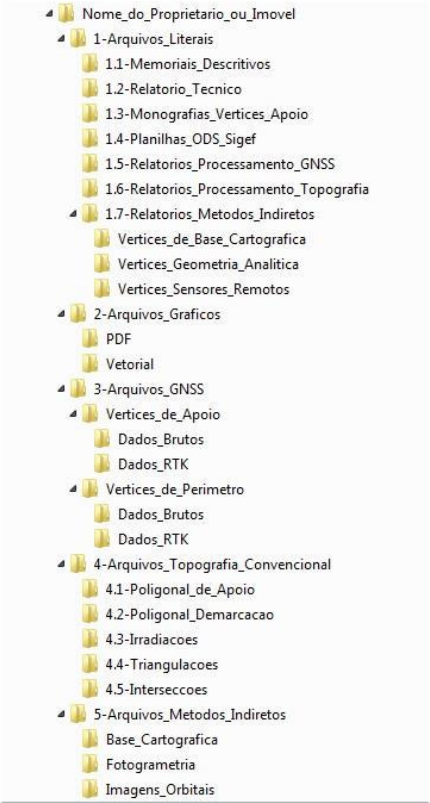 Nome_do_Proprietario_ou_Imovel
1-Arquivos_Literais
1.1-Memoriais_Descritivos
1.2-Relatorio_Tecnico
1.3-Monografias_Vertices_Apoio
1.4-Planilhas_ODS_Sigef
1.5-Relatorios_Processamento_GNSS
1.6-Relatorios_Processamento_Topografia
1.7-Relatorios_Metodos_Indiretos
Vertices_de_Base_Cartografica
Vertices_Geometria_Analitica
Vertices_Sensores_Remotos
2-Arquivos_Graficos
PDF
Vetorial
3-Arquivos_GNSS
Vertices_de_Apoio
Dados_Brutos
Dados_RTK
Vertices_de_Perimetro
Dados_Brutos
Dados_RTK
4-Arquivos_Topografia_Convencional
4.1-Poligonal_de_Apoio
4.2-Poligonal_Demarcacao
4.3-Irradiacoes
4.4-Triangulacoes
4.5-Interseccoes
5-Arquivos_Metodos_Indiretos
Base_Cartografica
Fotogrametria
Imagens_Orbitais